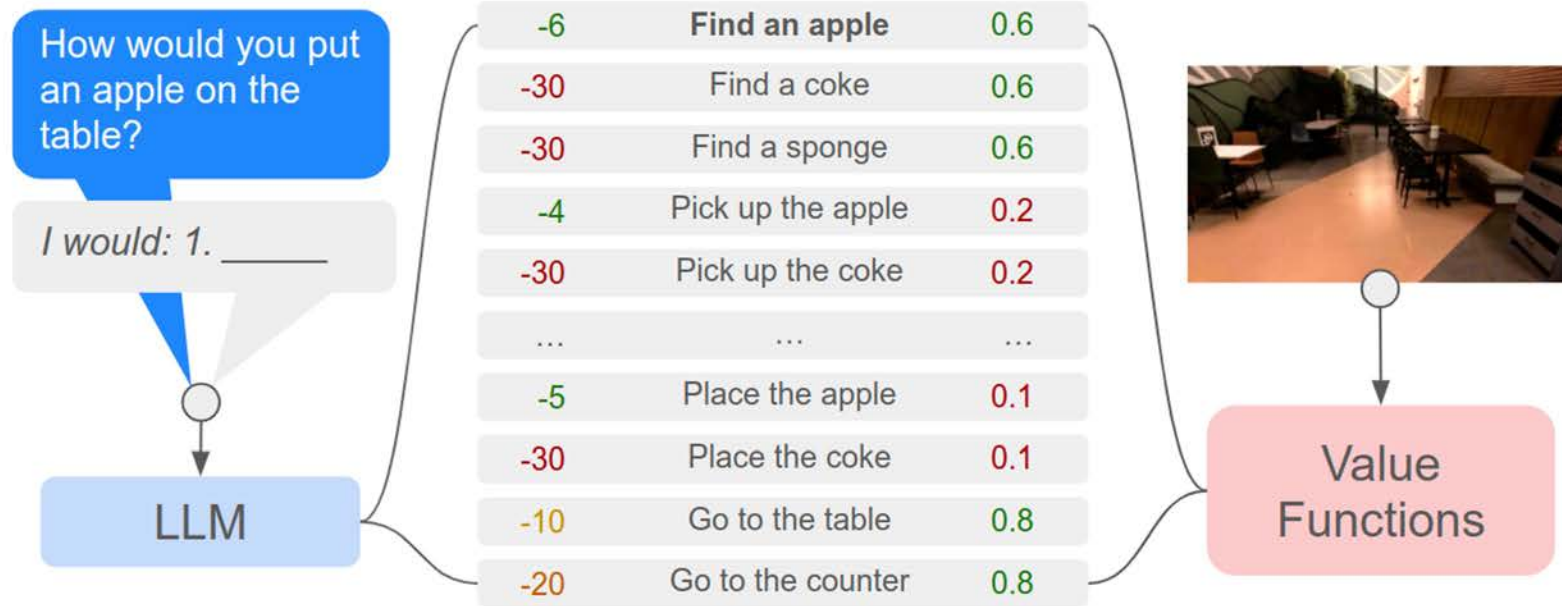 How would you put
an apple on the
table?
I would: 1. _____
LLM
-6 Find an apple 0.6
-30 Find a coke 0.6
-30 Find a sponge 0.6
-4 Pick up the apple 0.2
-30 Pick up the coke 0.2
... ... ...
-5 Place the apple 0.1
-30 Place the coke 0.1
-10 Go to the table 0.8
-20 Go to the counter 0.8
Value
Functions